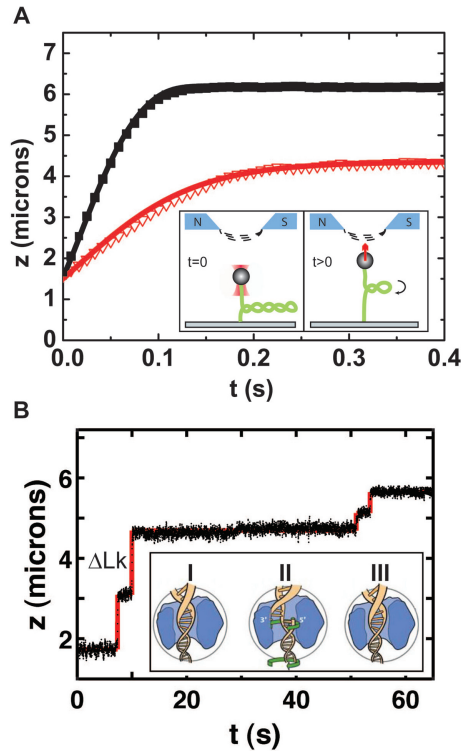 A
7
6
5
4
3
2
1
0
z (microns)
N S N S
t=0 t>0
0.0 0.1 0.2 0.3 0.4
t (s)
B
6
4
2
z (microns)
ΔLk
I II III
3' 5'
0 20 40 60
t (s)